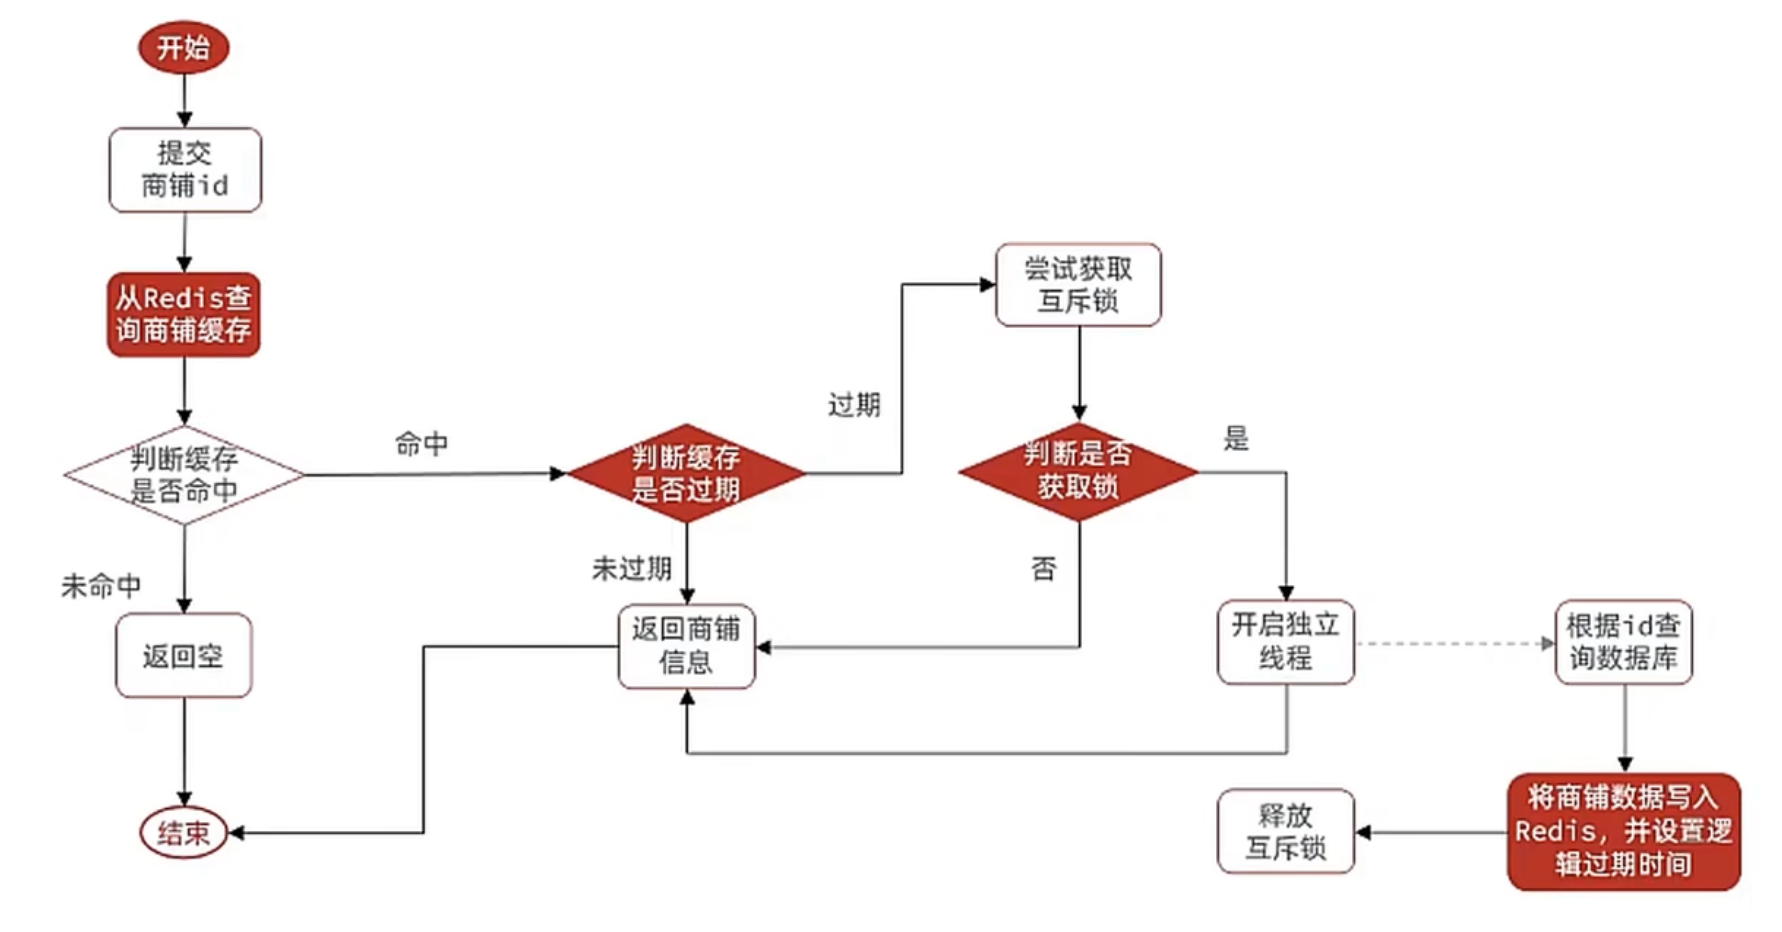 开始
提交
商铺id
从Redis查
询商铺缓存
判断缓存
是否命中
命中
未命中
返回空
结束
判断缓存
是否过期
过期
未过期
返回商铺
信息
尝试获取
互斥锁
判断是否
获取锁
是
否
开启独立
线程
根据id查
询数据库
将商铺数据写入
Redis，并设置逻
辑过期时间
释放
互斥锁